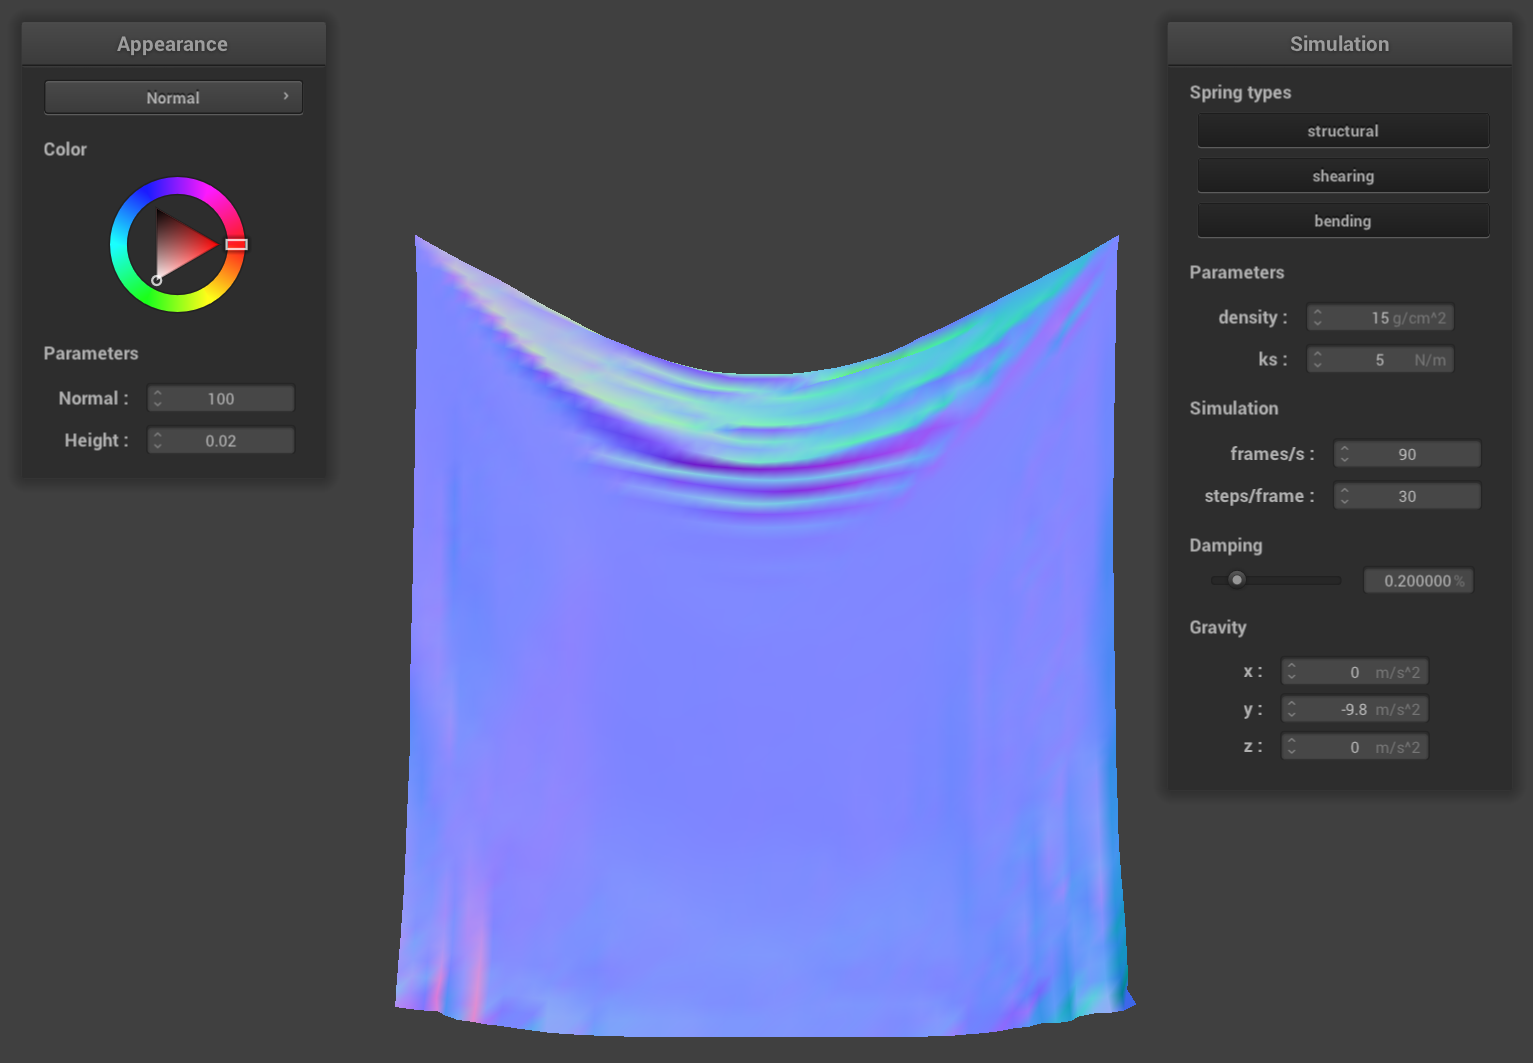 Appearance
Normal
Color
Parameters
Normal : 100
Height : 0.02
Simulation
Spring types
structural
shearing
bending
Parameters
density : 15 g/cm^2
ks : 5 N/m
Simulation
frames/s : 90
steps/frame : 30
Damping
0.200000 %
Gravity
x : 0 m/s^2
y : -9.8 m/s^2
z : 0 m/s^2